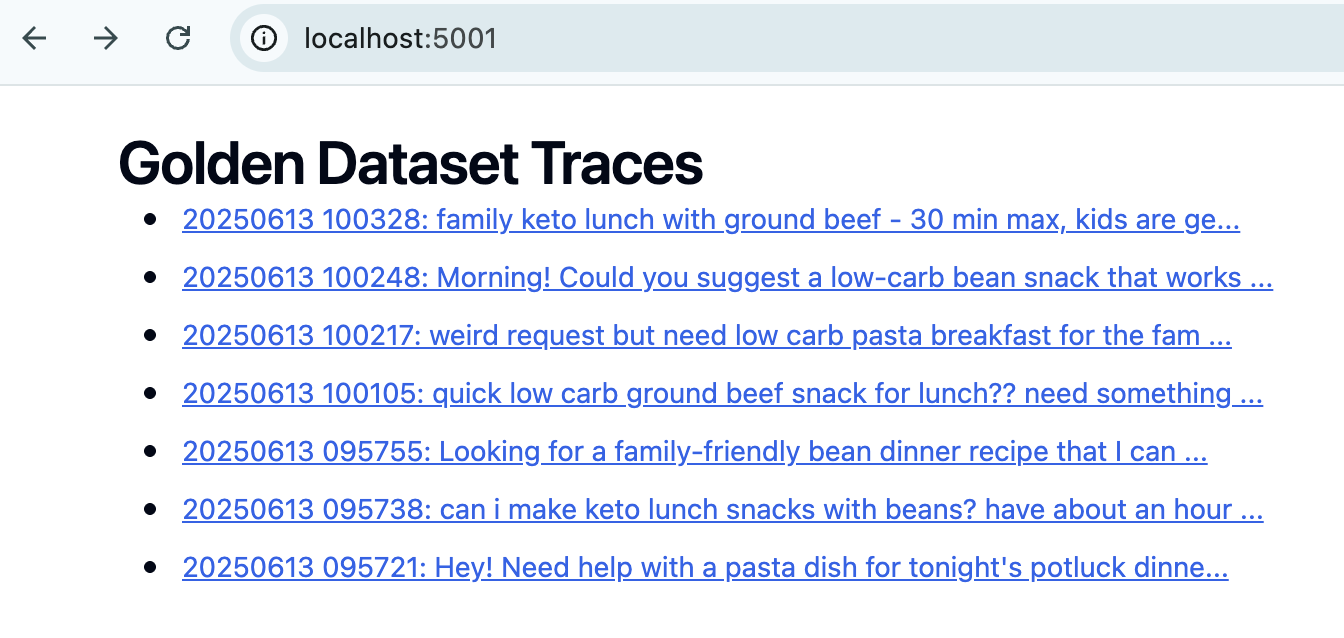 localhost:5001
Golden Dataset Traces
20250613 100328: family keto lunch with ground beef - 30 min max, kids are ge...
20250613 100248: Morning! Could you suggest a low-carb bean snack that works ...
20250613 100217: weird request but need low carb pasta breakfast for the fam ...
20250613 100105: quick low carb ground beef snack for lunch?? need something ...
20250613 095755: Looking for a family-friendly bean dinner recipe that I can ...
20250613 095738: can i make keto lunch snacks with beans? have about an hour ...
20250613 095721: Hey! Need help with a pasta dish for tonight's potluck dinne...